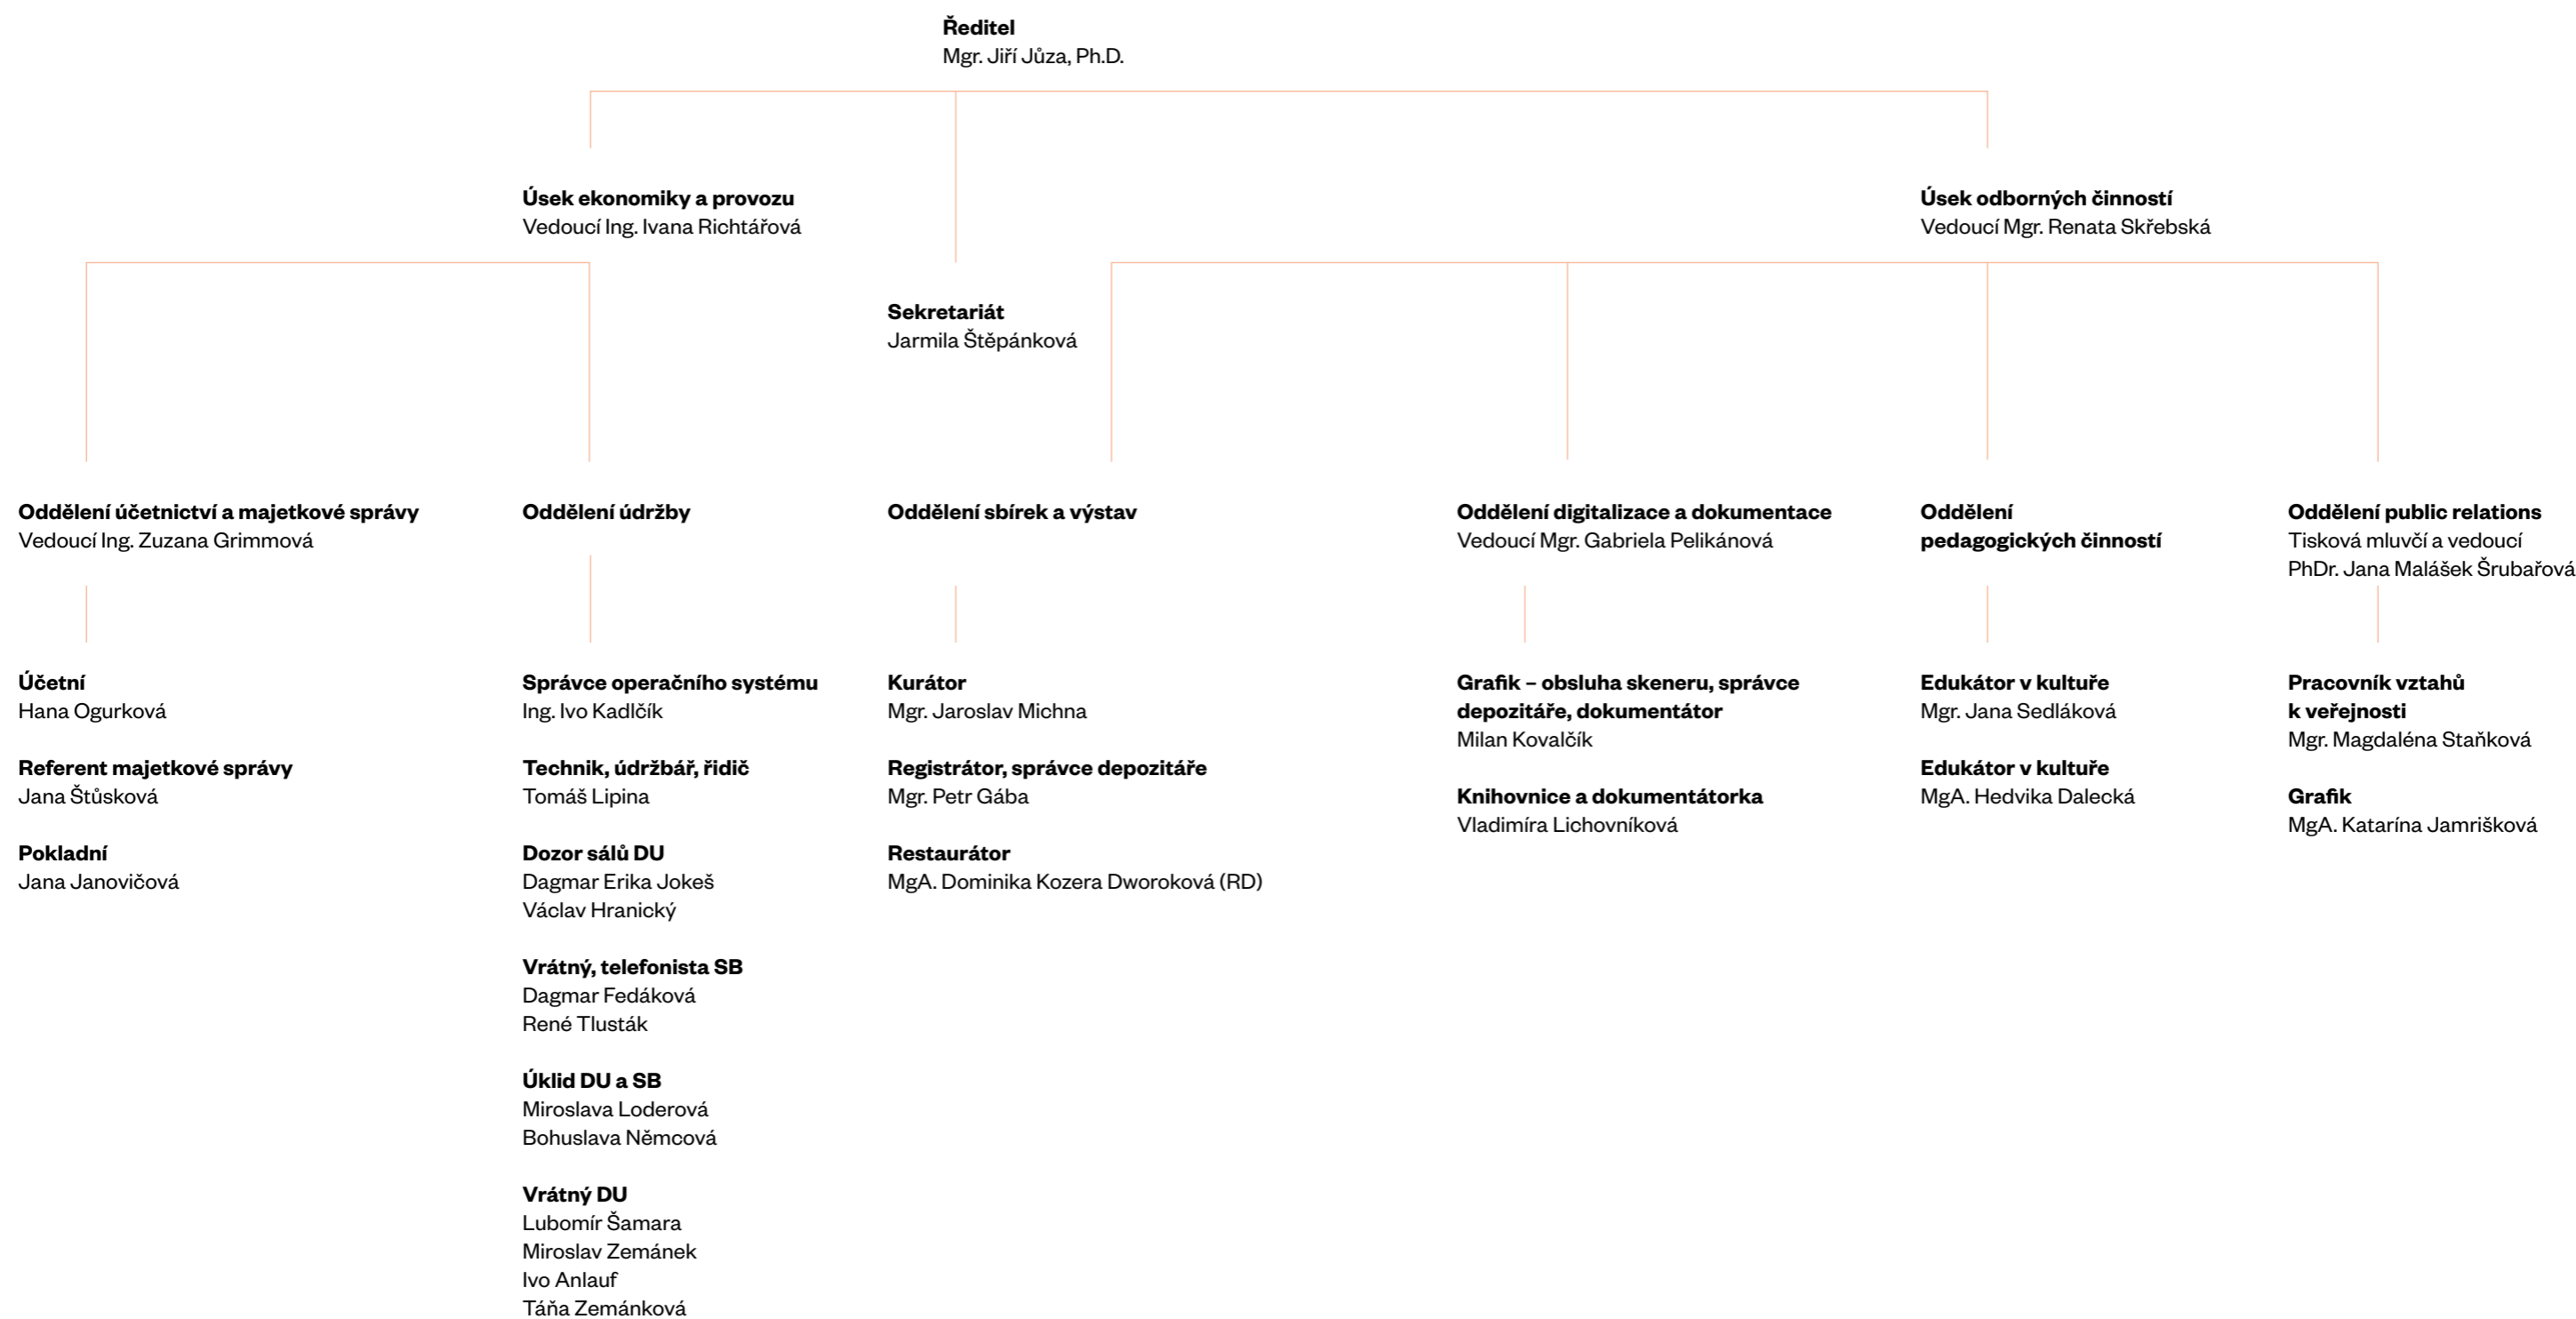 Ředitel
Mgr. Jiří Jůza, Ph.D.
Úsek ekonomiky a provozu
Vedoucí Ing. Ivana Richtářová
Úsek odborných činností
Vedoucí Mgr. Renata Skřebská
Sekretariát
Jarmila Štěpánková
Oddělení účetnictví a majetkové správy
Vedoucí Ing. Zuzana Grimmová
Účetní
Hana Ogurková
Referent majetkové správy
Jana Štůsková
Pokladní
Jana Janovičová
Oddělení údržby
Správce operačního systému
Ing. Ivo Kadlčík
Technik, údržbář, řidič
Tomáš Lipina
Dozor sálů DU
Dagmar Erika Jokeš
Václav Hranický
Vrátný, telefonista SB
Dagmar Fedáková
René Tlusták
Úklid DU a SB
Miroslava Loderová
Bohuslava Němcová
Vrátný DU
Lubomír Šamara
Miroslav Zemánek
Ivo Anlauf
Táňa Zemánková
Oddělení sbírek a výstav
Kurátor
Mgr. Jaroslav Michna
Registrátor, správce depozitáře
Mgr. Petr Gába
Restaurátor
MgA. Dominika Kozera Dworoková (RD)
Oddělení digitalizace a dokumentace
Vedoucí Mgr. Gabriela Pelikánová
Grafik – obsluha skeneru, správce
depozitáře, dokumentátor
Milan Kovalčík
Knihovnice a dokumentátorka
Vladimíra Lichovníková
Oddělení
pedagogických činností
Edukátor v kultuře
Mgr. Jana Sedláková
Edukátor v kultuře
MgA. Hedvika Dalecká
Oddělení public relations
Tisková mluvčí a vedoucí
PhDr. Jana Malášek Šrubařová
Pracovník vztahů
k veřejnosti
Mgr. Magdaléna Staňková
Grafik
MgA. Katarína Jamrišková